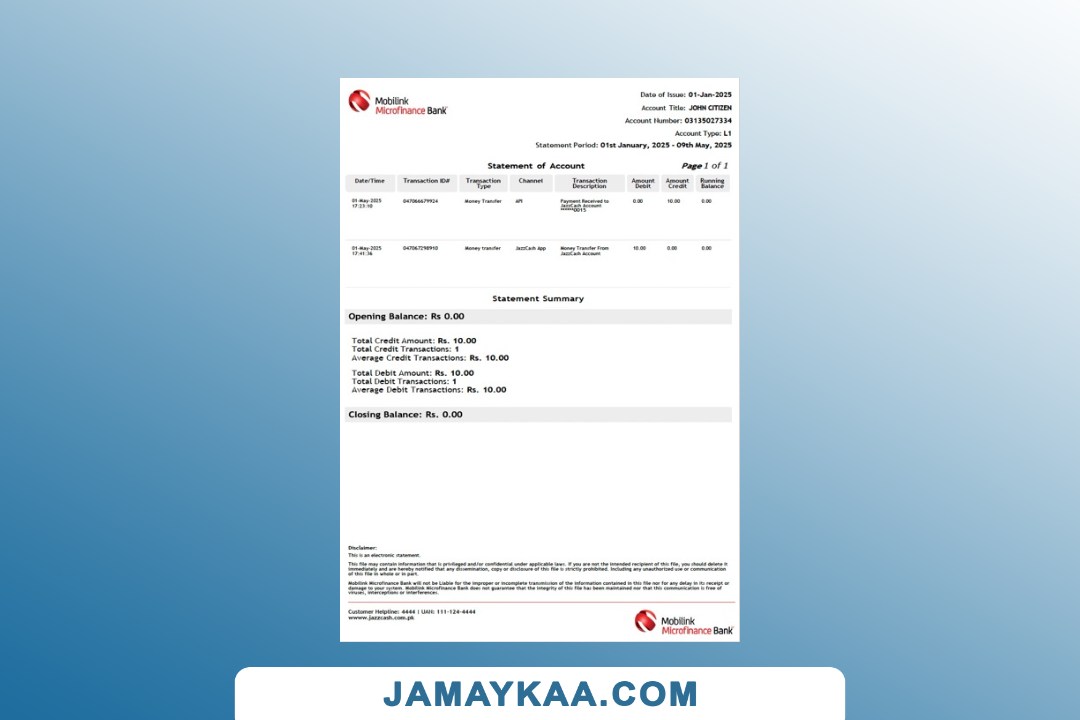 Mobilink
Microfinance Bank
Date of Issue: 01-Jan-2025
Account Title: JOHN CITIZEN
Account Number: 03135027334
Account Type: L1
Statement Period: 01st January, 2025 - 09th May, 2025
Statement of Account
Page 1 of 1
Date/Time Transaction ID# Transaction Type Channel Transaction Description Amount Debit Amount Credit Running Balance
01-May-2025 047066679924 Money Transfer API Payment Received to 0.00 10.00 0.00
17:23:10 JazzCash Account
******0015
01-May-2025 047067298910 Money transfer JazzCash App Money Transfer From 10.00 0.00 0.00
17:41:36 JazzCash Account
Statement Summary
Opening Balance: Rs 0.00
Total Credit Amount: Rs. 10.00
Total Credit Transactions: 1
Average Credit Transactions: Rs. 10.00
Total Debit Amount: Rs. 10.00
Total Debit Transactions: 1
Average Debit Transactions: Rs. 10.00
Closing Balance: Rs. 0.00
Disclaimer:
This is an electronic statement.
This file may contain information that is privileged and/or confidential under applicable laws. If you are not the intended recipient of this file, you should delete it
immediately and are hereby notified that any dissemination, copy or disclosure of this file is strictly prohibited. Including any unauthorized use or communication
of this file in whole or in part.
Mobilink Microfinance Bank will not be Liable for the improper or incomplete transmission of the information contained in this file nor for any delay in its receipt or
damage to your system. Mobilink Microfinance Bank does not guarantee that the integrity of this file has been maintained nor that this communication is free of
viruses, interceptions or interferences.
Customer Helpline: 4444 | UAN: 111-124-4444
www.jazzcash.com.pk
Mobilink
Microfinance Bank
JAMAYKAA.COM